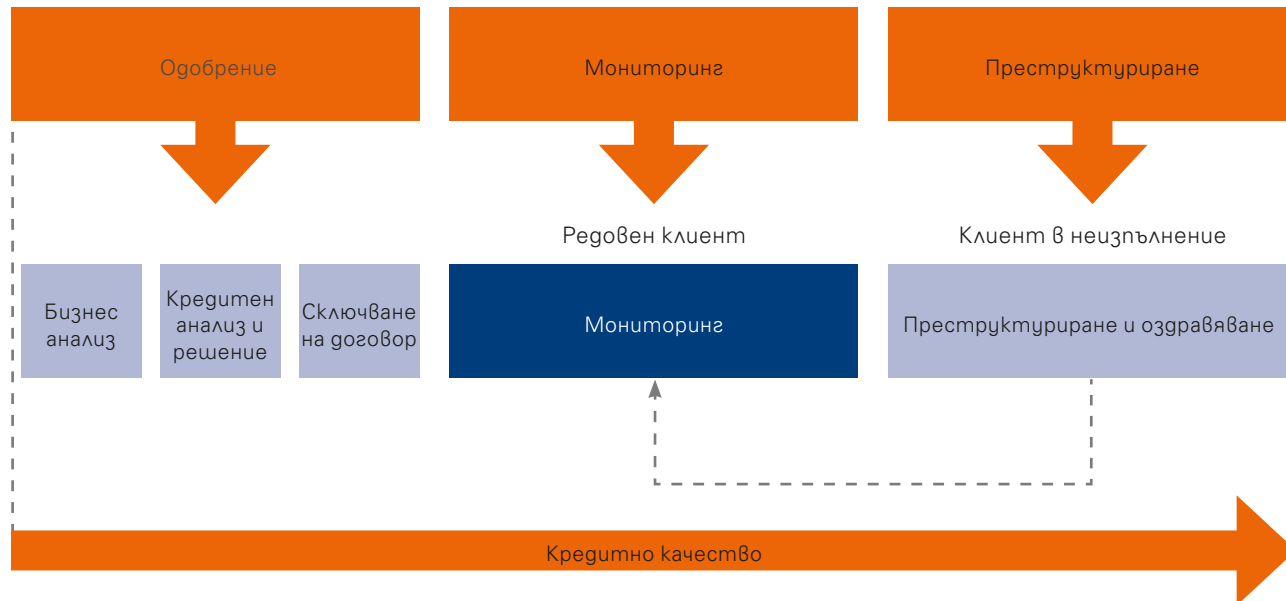 Одобрение
Мониторинг
Преструктуриране
Редовен клиент
Клиент в неизпълнение
Бизнес
анализ
Кредитен
анализ и
решение
Сключване
на договор
Мониторинг
Преструктуриране и оздравяване
Кредитно качество